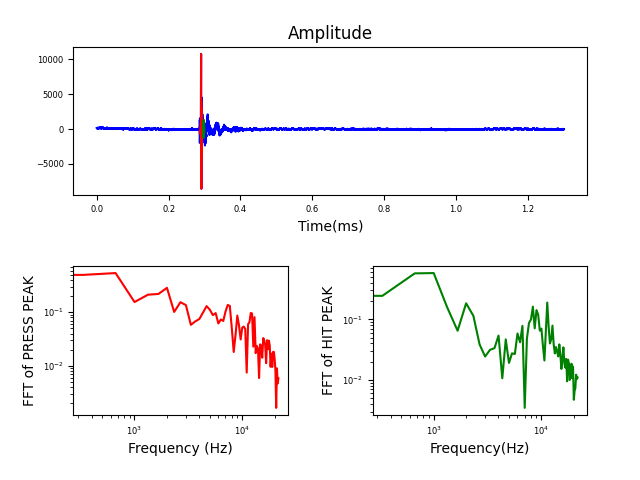 Amplitude
10000
5000
0
−5000
0.0 0.2 0.4 0.6 0.8 1.0 1.2
Time(ms)
FFT of PRESS PEAK
10⁻¹
10⁻²
10³ 10⁴
Frequency (Hz)
FFT of HIT PEAK
10⁻¹
10⁻²
10³ 10⁴
Frequency(Hz)